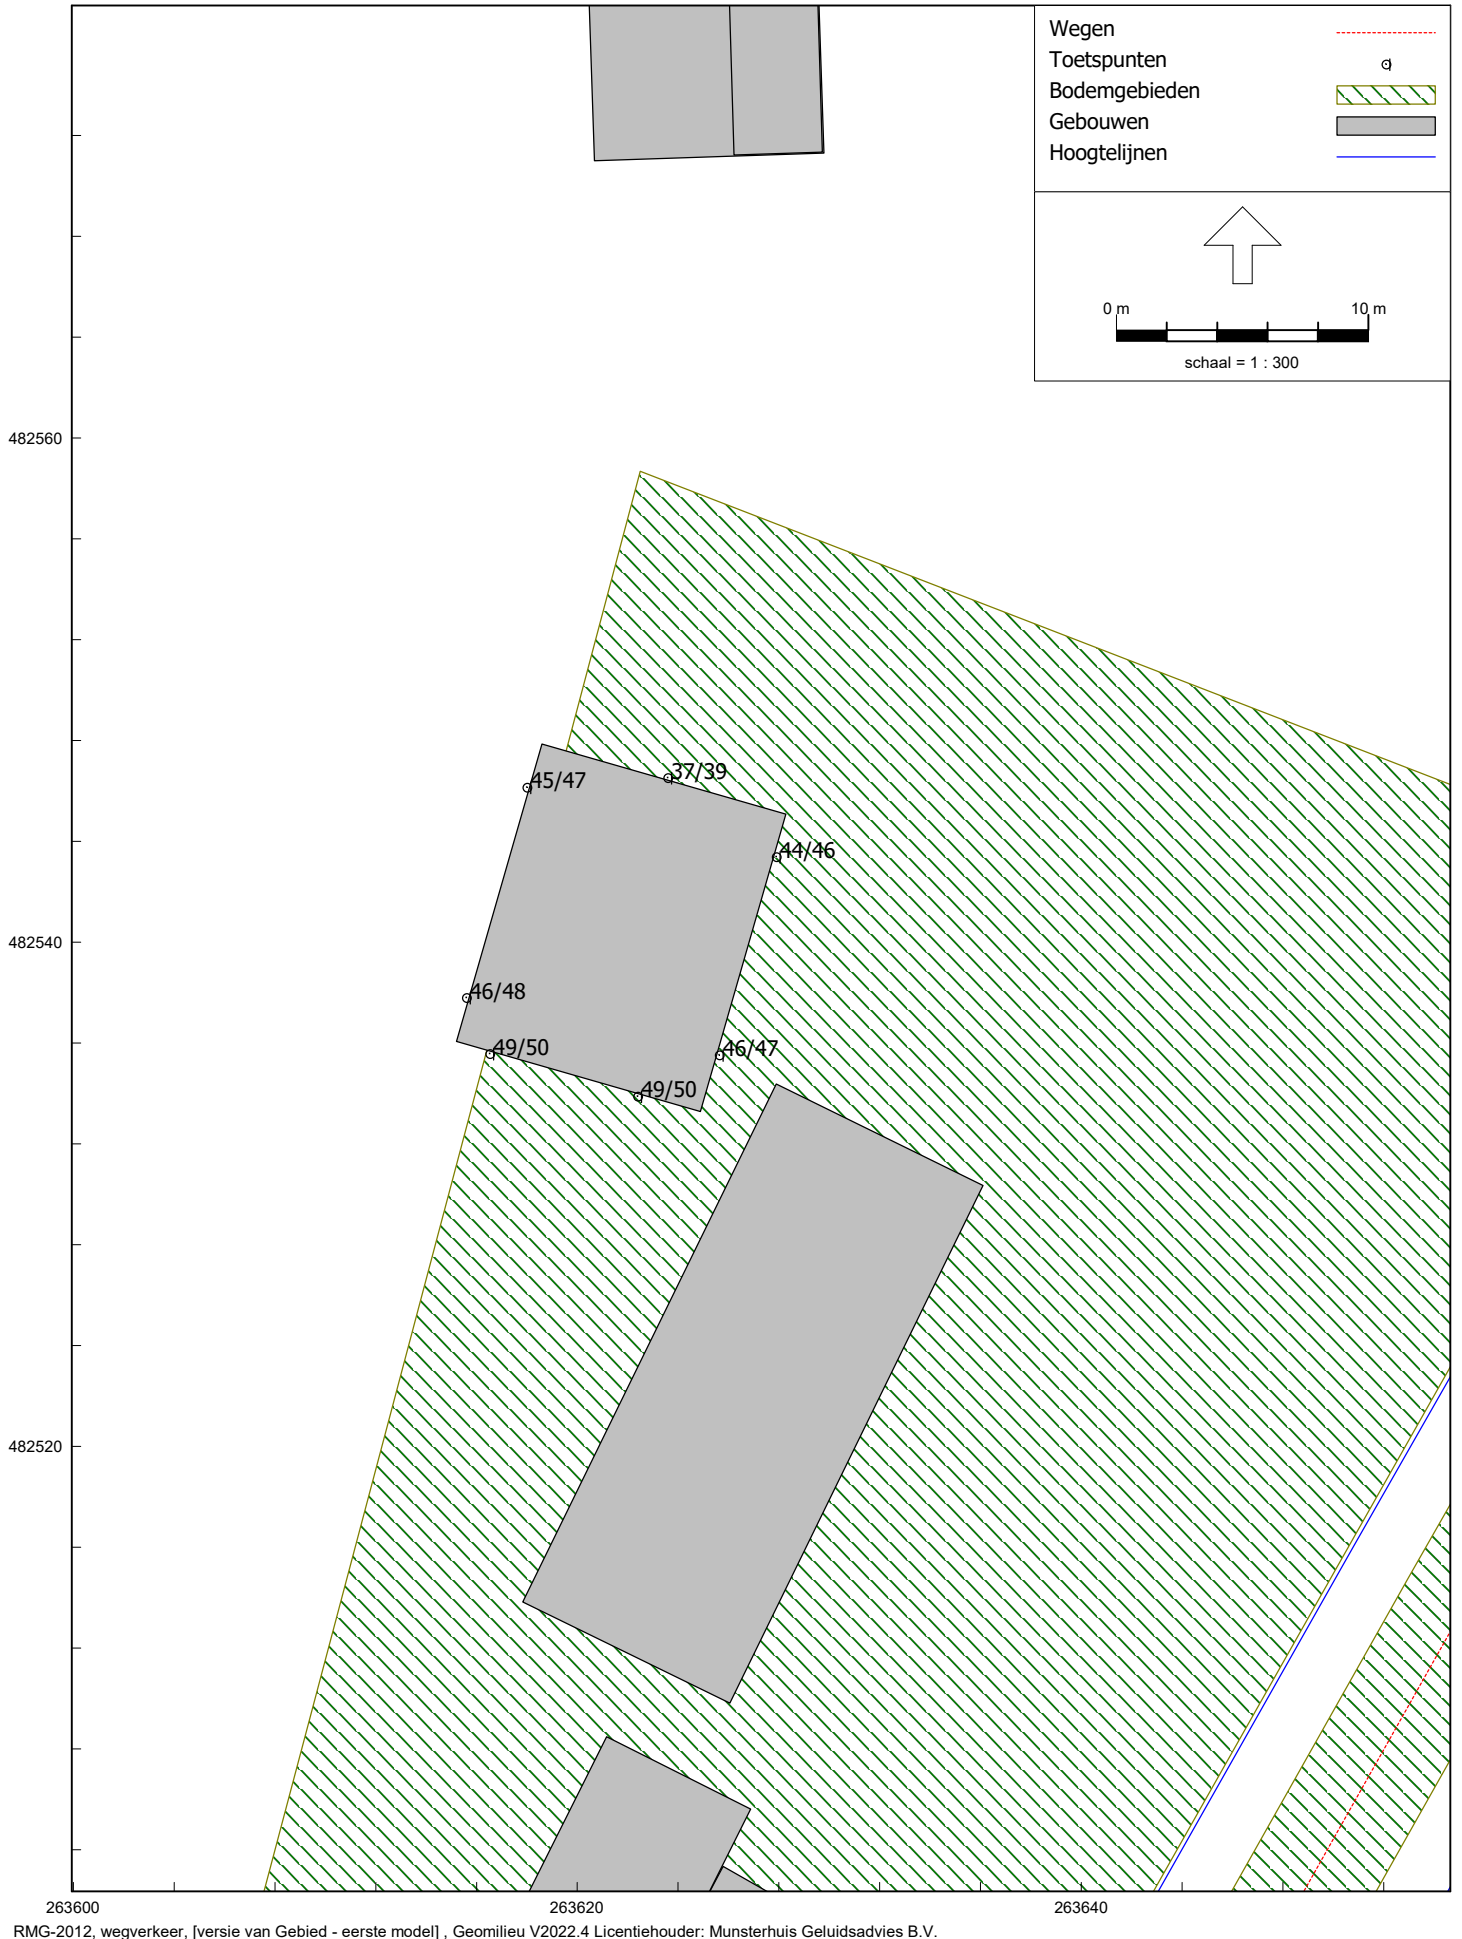 Wegen
Toetspunten
Bodemgebieden
Gebouwen
Hoogtelijnen
0 m 10 m
schaal = 1 : 300
482560
45/47
37/39
44/46
482540
46/48
49/50
46/47
49/50
482520
263600 263620 263640
RMG-2012, wegverkeer, [versie van Gebied - eerste model] , Geomilieu V2022.4 Licentiehouder: Munsterhuis Geluidsadvies B.V.